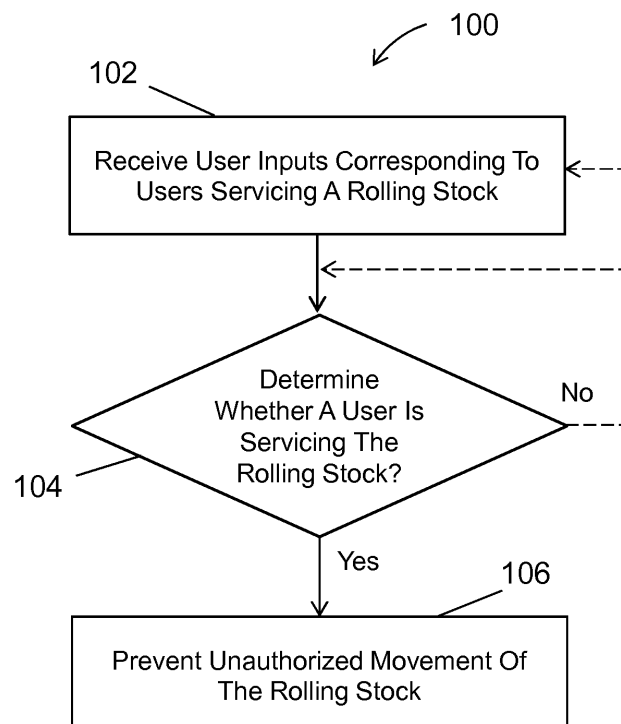 100
102
Receive User Inputs Corresponding To
Users Servicing A Rolling Stock
Determine
Whether A User Is
Servicing The
Rolling Stock?
No
104
Yes
106
Prevent Unauthorized Movement Of
The Rolling Stock